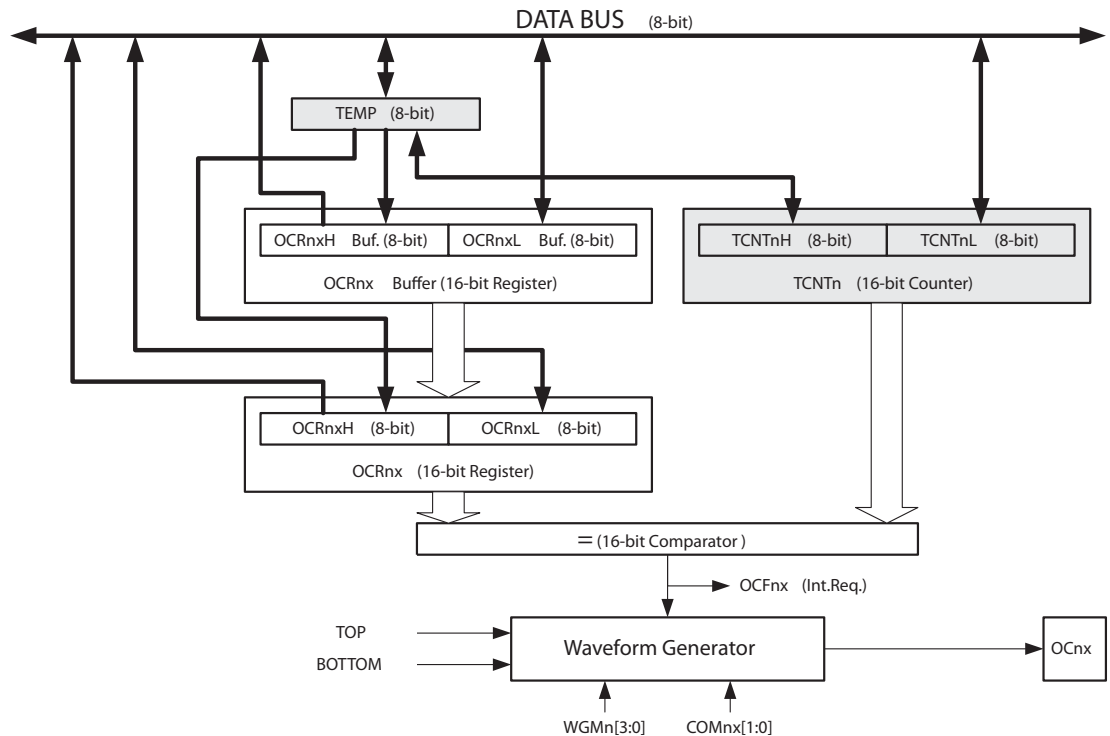 DATA BUS (8-bit)
TEMP (8-bit)
OCRnxH Buf. (8-bit) OCRnxL Buf. (8-bit)
OCRnx Buffer (16-bit Register)
TCNTnH (8-bit) TCNTnL (8-bit)
TCNTn (16-bit Counter)
OCRnxH (8-bit) OCRnxL (8-bit)
OCRnx (16-bit Register)
= (16-bit Comparator )
OCFnx (Int.Req.)
TOP
BOTTOM
Waveform Generator
OCnx
WGMn[3:0] COMnx[1:0]